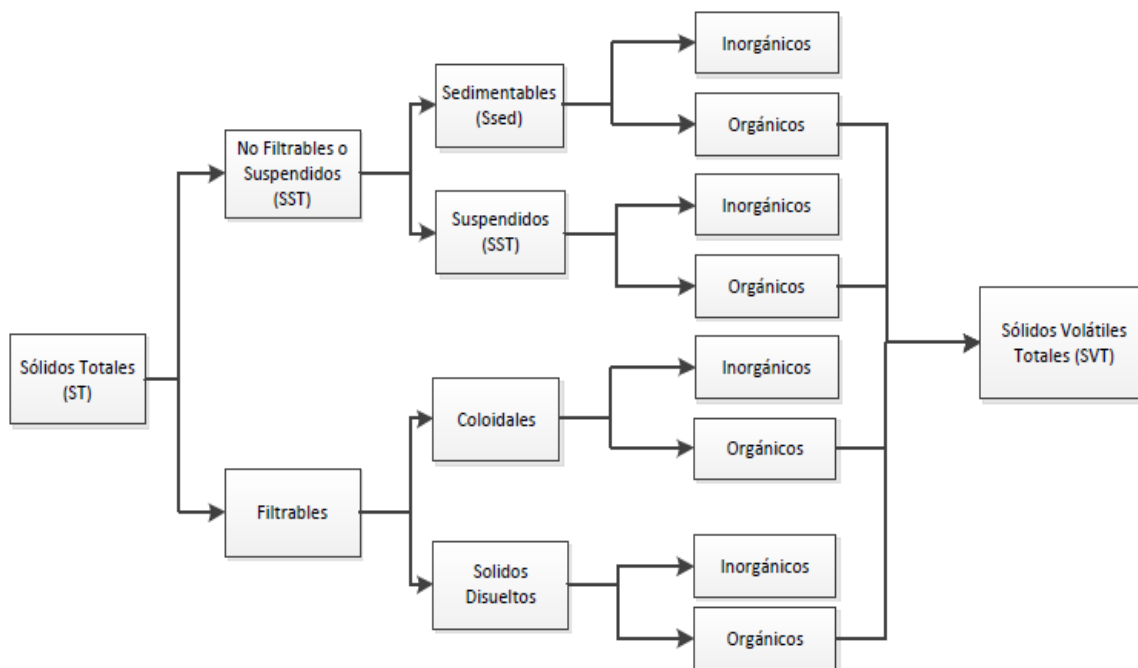 Sólidos Totales
(ST)
No Filtrables o
Suspendidos
(SST)
Filtrables
Sedimentables
(Ssed)
Suspendidos
(SST)
Coloidales
Solidos
Disueltos
Inorgánicos
Orgánicos
Inorgánicos
Orgánicos
Inorgánicos
Orgánicos
Inorgánicos
Orgánicos
Sólidos Volátiles
Totales (SVT)